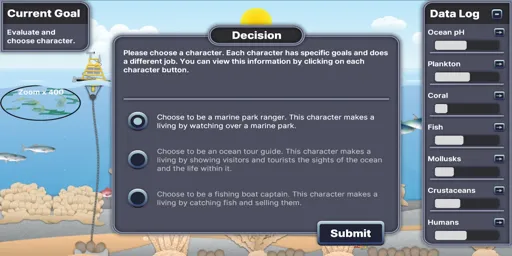 Current Goal
Evaluate and
choose character.
Zoom x 400
Decision
Please choose a character. Each character has specific goals and does
a different job. You can view this information by clicking on each
character button.
Choose to be a marine park ranger. This character makes a
living by watching over a marine park.
Choose to be an ocean tour guide. This character makes a
living by showing visitors and tourists the sights of the ocean
and the life within it.
Choose to be a fishing boat captain. This character makes a
living by catching fish and selling them.
Submit
Data Log
Ocean pH
Plankton
Coral
Fish
Mollusks
Crustaceans
Humans